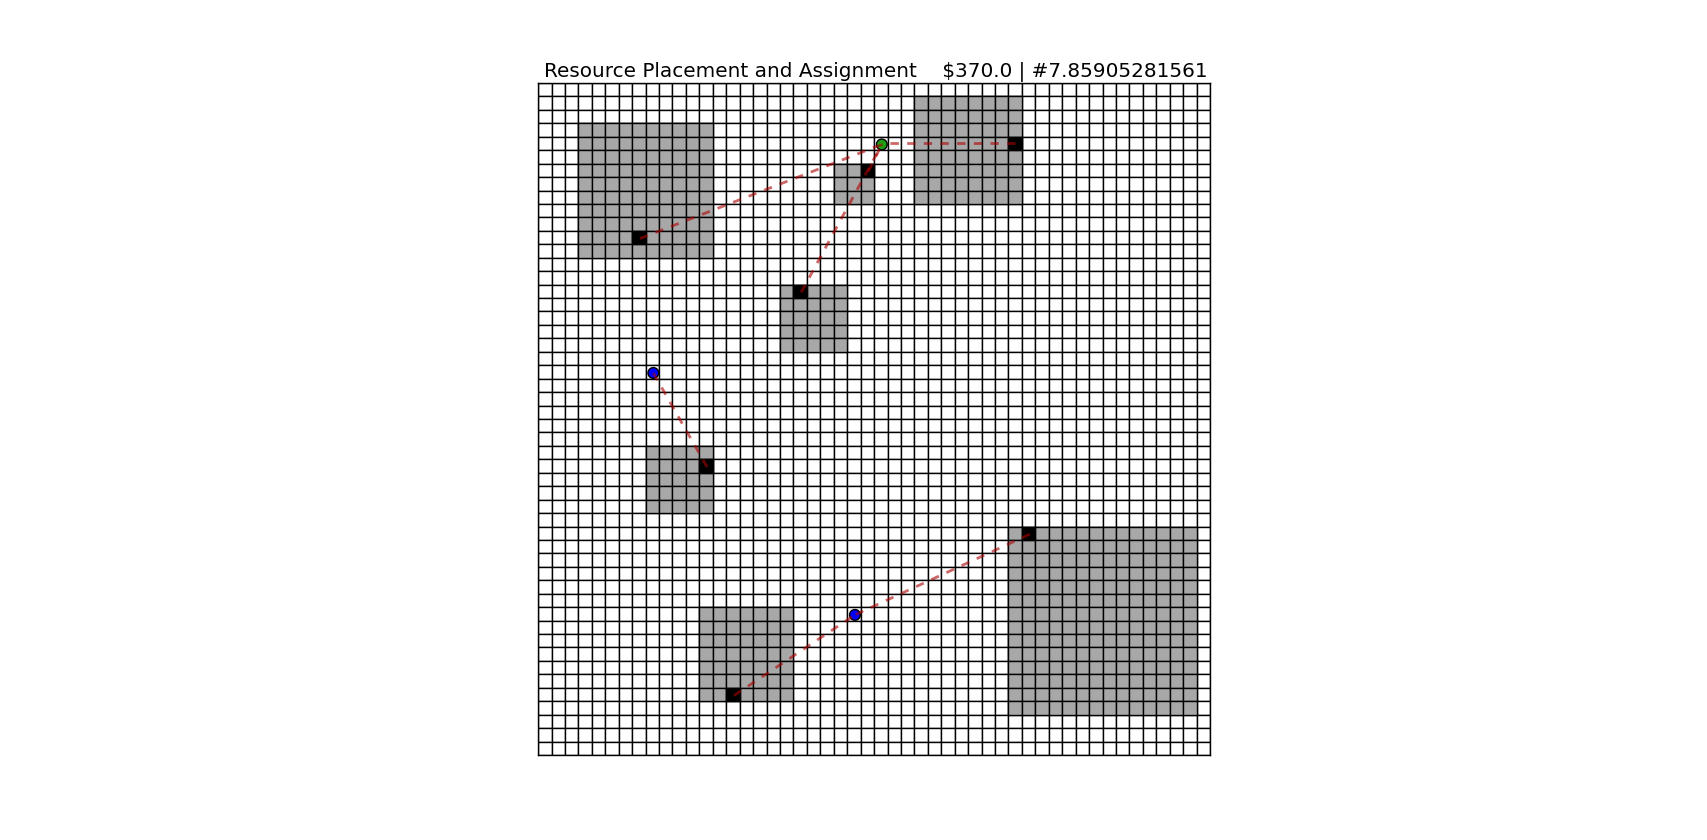 Resource Placement and Assignment    $370.0 | #7.85905281561